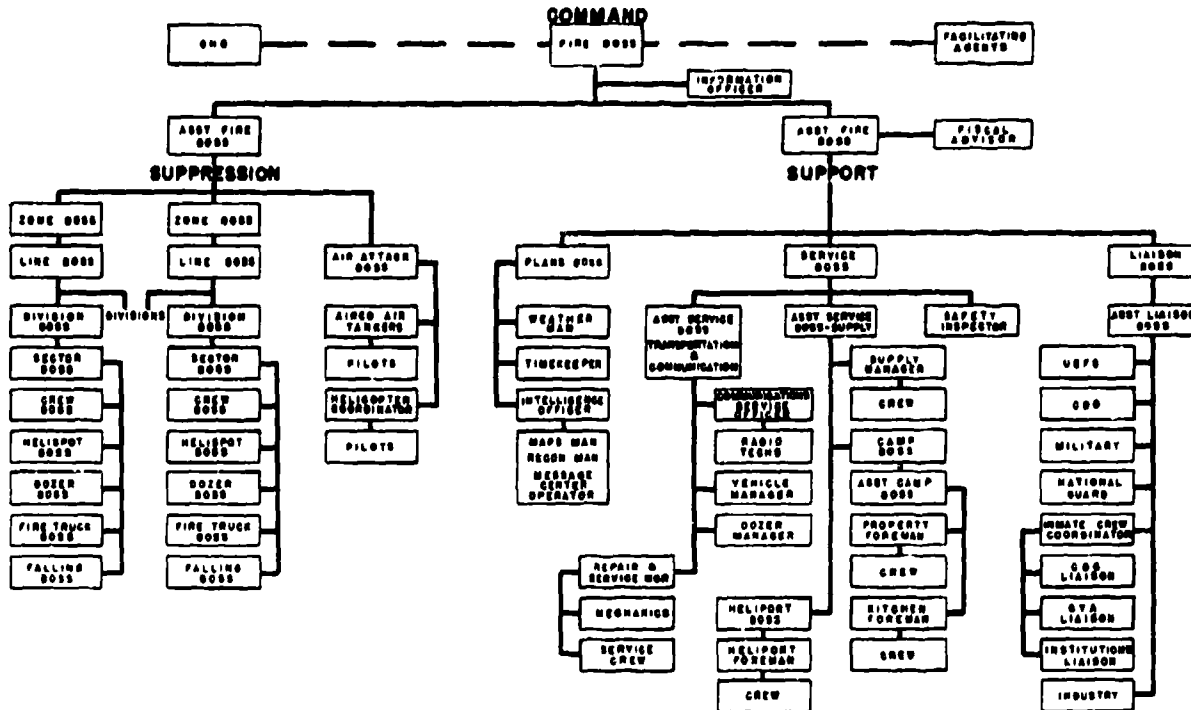 COMMAND
FIRE BOSS
FACILITATING
AGENTS
INFORMATION
OFFICER
ASST FIRE
BOSS
ASST FIRE
BOSS
FISCAL
ADVISOR
SUPPRESSION
SUPPORT
ZONE BOSS
ZONE BOSS
LINE BOSS
LINE BOSS
AIR ATTACK
BOSS
PLANS BOSS
SERVICE
BOSS
LIAISON
BOSS
DIVISION
BOSS
DIVISIONS
DIVISION
BOSS
AIR
TANKERS
WEATHER
MAN
ASST SERVICE
BOSS
TRANSPORTATION
&
COMMUNICATION
ASST SERVICE
BOSS-SUPPLY
SAFETY
INSPECTOR
ASST LIAISON
BOSS
SECTOR
BOSS
SECTOR
BOSS
PILOTS
TIMEKEEPER
SUPPLY
MANAGER
USFS
CREW
BOSS
CREW
BOSS
HELICOPTER
COORDINATOR
INTELLIGENCE
OFFICER
COMMUNICATIONS
SERVICE
OFFICER
CREW
HELISPOT
BOSS
HELISPOT
BOSS
PILOTS
MAPS MAN
RECON MAN
MESSAGE
CENTER
OPERATOR
RADIO
TECHS
CAMP
BOSS
MILITARY
DOZER
BOSS
DOZER
BOSS
VEHICLE
MANAGER
ASST CAMP
BOSS
NATIONAL
GUARD
FIRE TRUCK
BOSS
FIRE TRUCK
BOSS
DOZER
MANAGER
PROPERTY
FOREMAN
INMATE CREW
COORDINATOR
FALLING
BOSS
FALLING
BOSS
REPAIR &
SERVICE MGR
CREW
LIAISON
MECHANICS
HELIPORT
BOSS
KITCHEN
FOREMAN
LIAISON
SERVICE
CREW
HELIPORT
FOREMAN
CREW
INSTITUTIONS
LIAISON
CREW
INDUSTRY